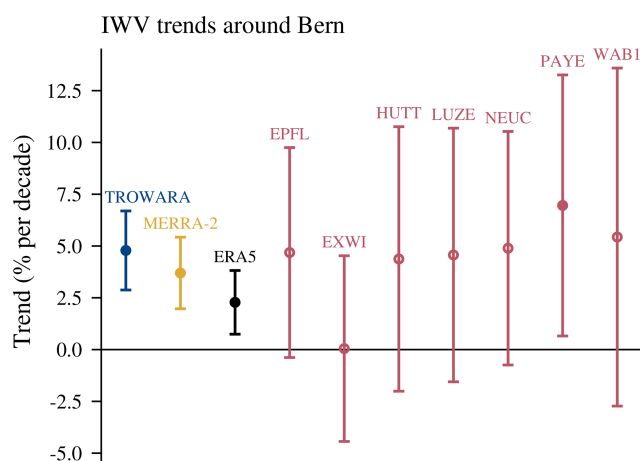 IWV trends around Bern
Trend (% per decade)
12.5
10.0
7.5
5.0
2.5
0.0
-2.5
-5.0
TROWARA
MERRA-2
ERA5
EPFL
EXWI
HUTT
LUZE
NEUC
PAYE
WAB1